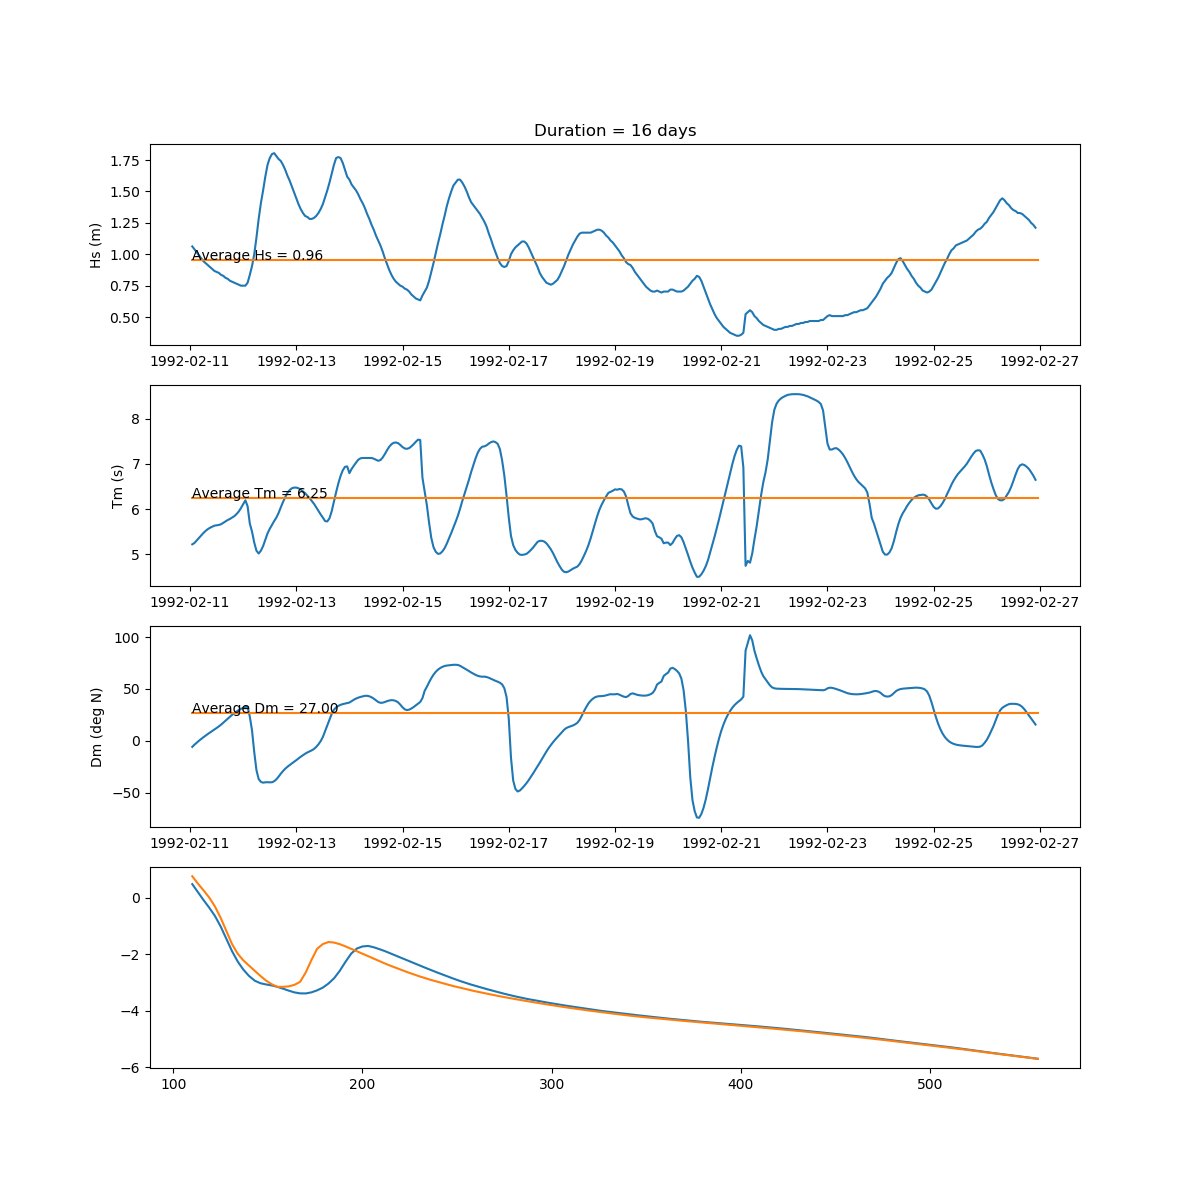 Duration = 16 days
1.75
1.50
1.25
1.00
0.75
0.50
Hs (m)
Average Hs = 0.96
1992-02-11 1992-02-13 1992-02-15 1992-02-17 1992-02-19 1992-02-21 1992-02-23 1992-02-25 1992-02-27
8
7
6
5
Tm (s)
Average Tm = 6.25
1992-02-11 1992-02-13 1992-02-15 1992-02-17 1992-02-19 1992-02-21 1992-02-23 1992-02-25 1992-02-27
100
50
0
−50
Dm (deg N)
Average Dm = 27.00
1992-02-11 1992-02-13 1992-02-15 1992-02-17 1992-02-19 1992-02-21 1992-02-23 1992-02-25 1992-02-27
0
−2
−4
−6
100 200 300 400 500